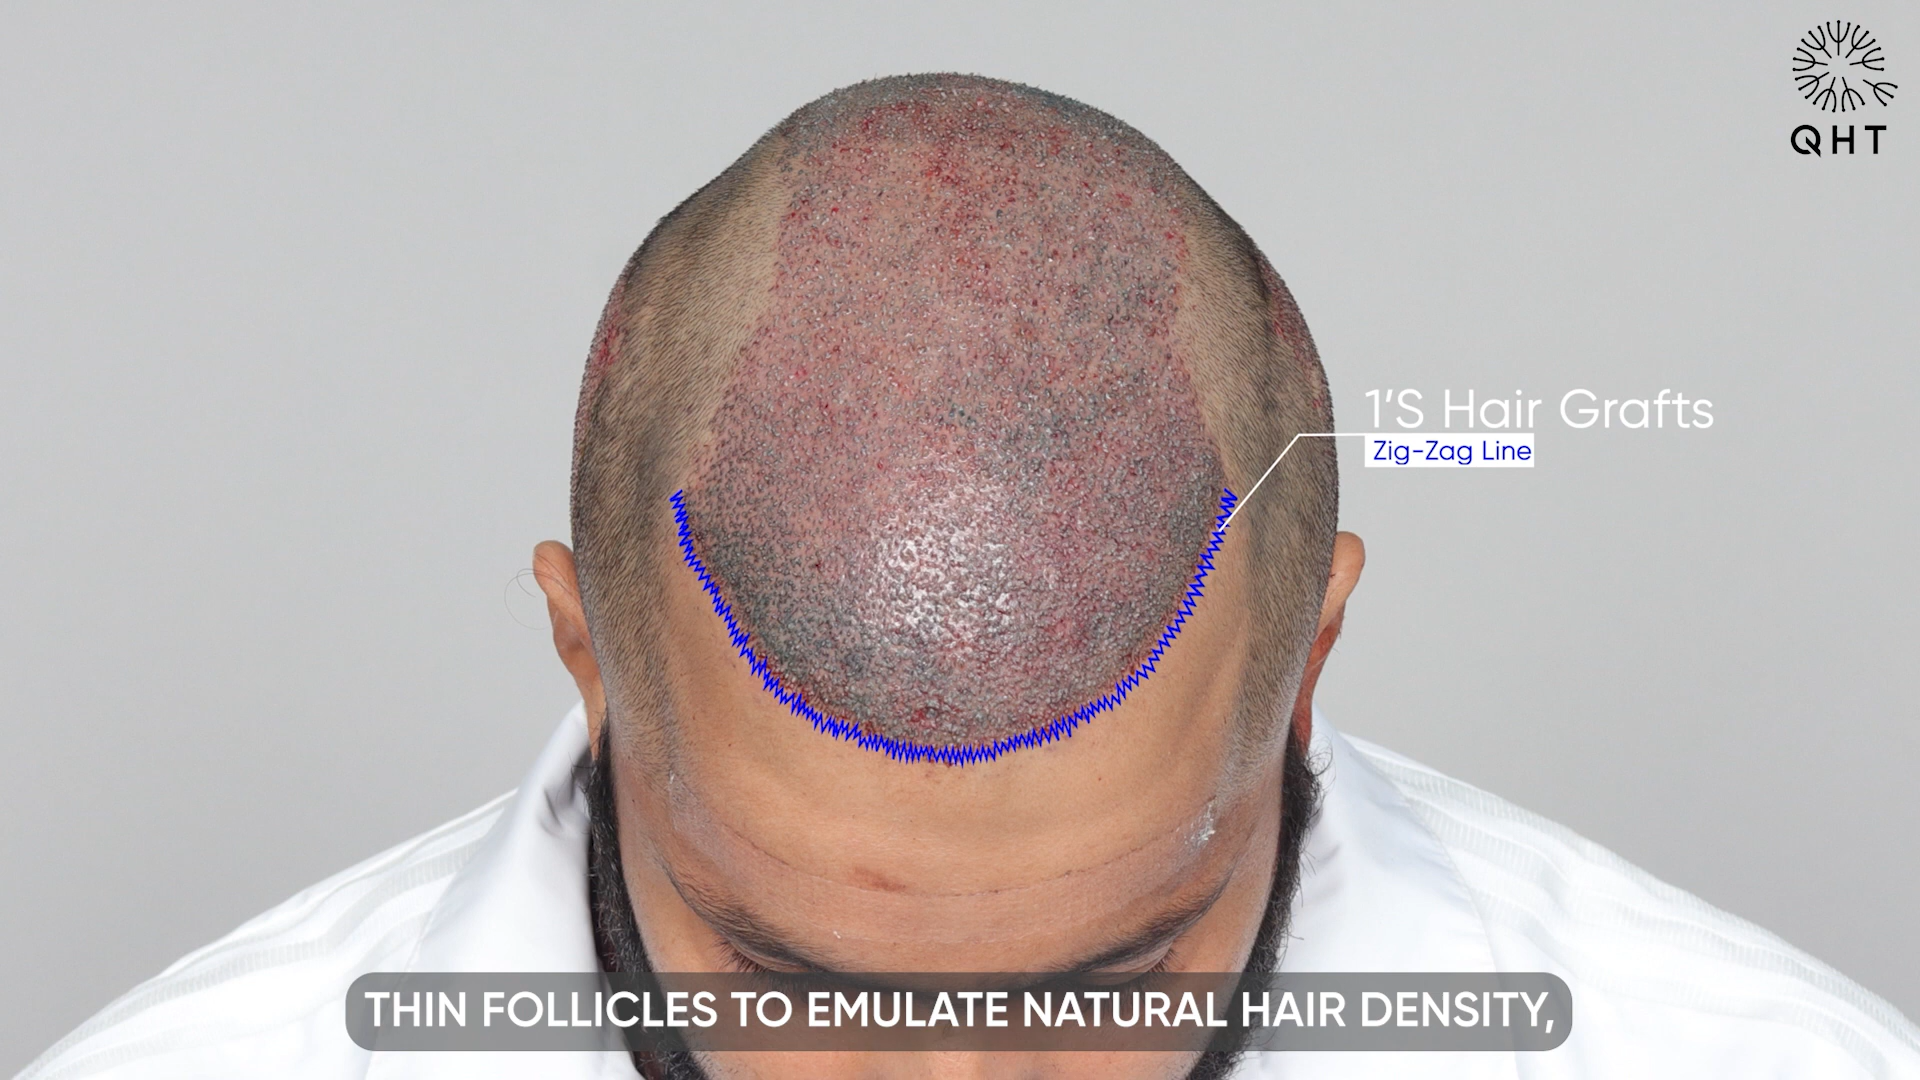 QHT
1'S Hair Grafts
Zig-Zag Line
THIN FOLLICLES TO EMULATE NATURAL HAIR DENSITY,